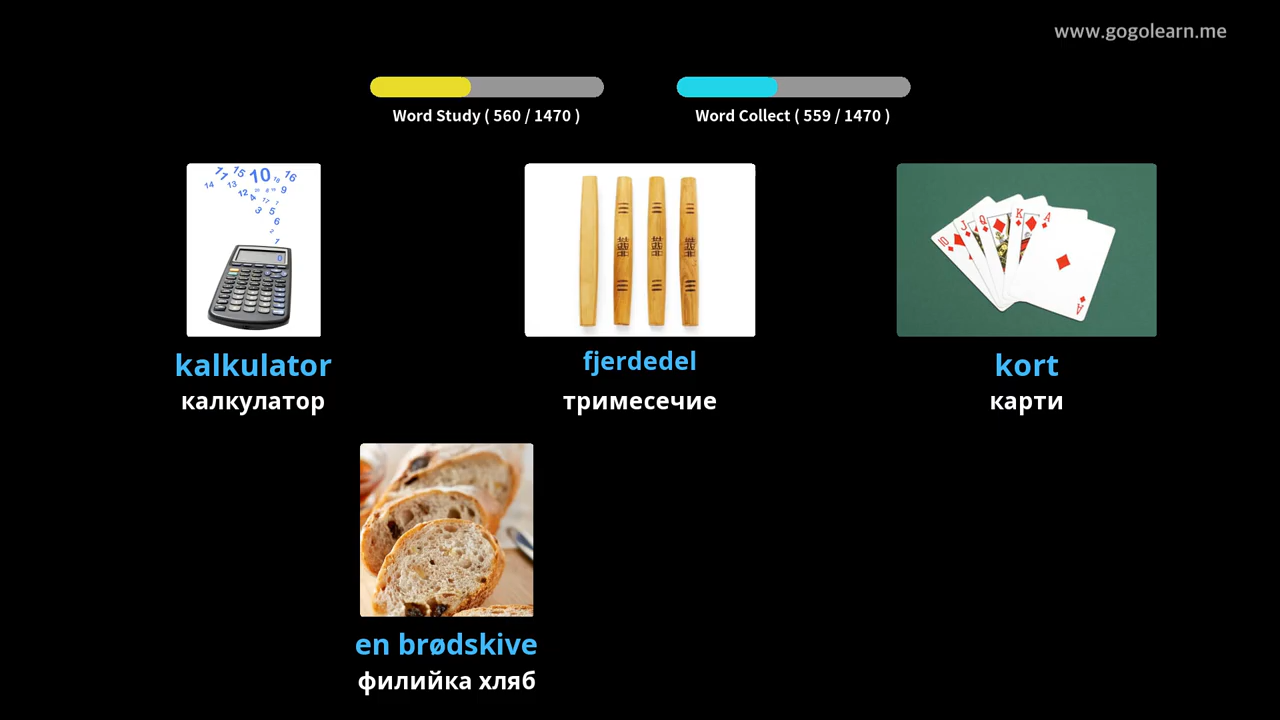 www.gogolearn.me
Word Study ( 560 / 1470 )
Word Collect ( 559 / 1470 )
kalkulator
калкулатор
fjerdedel
тримесечие
kort
карти
en brødskive
филийка хляб